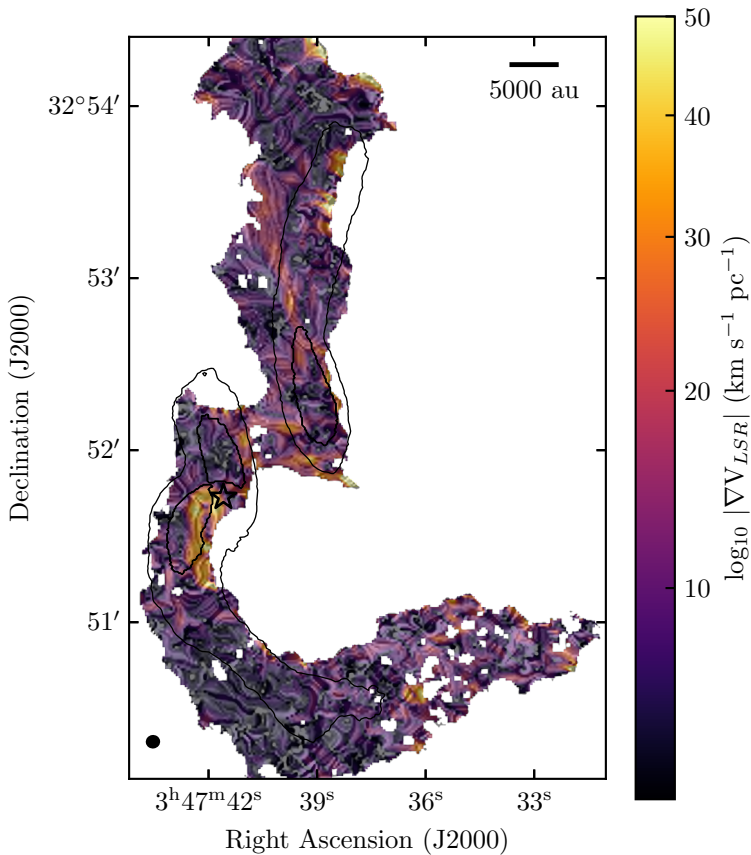 5000 au
32°54′
53′
52′
51′
3ʰ47ᵐ42ˢ
39ˢ
36ˢ
33ˢ
Right Ascension (J2000)
Declination (J2000)
50
40
30
20
10
log₁₀ |∇V_LSR| (km s⁻¹ pc⁻¹)